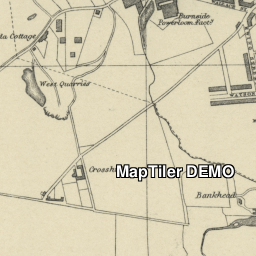 Burnside
Powerloom Fact.y
ta Cottage
West Quarries
Crossh
MapTiler DEMO
Bankhead